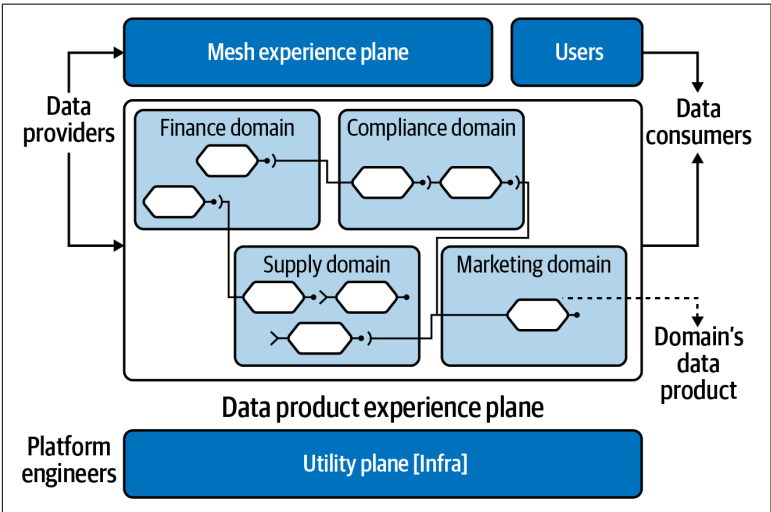 Mesh experience plane
Users
Data
providers
Data
consumers
Finance domain
Compliance domain
Supply domain
Marketing domain
Domain's
data
product
Data product experience plane
Platform
engineers
Utility plane [Infra]